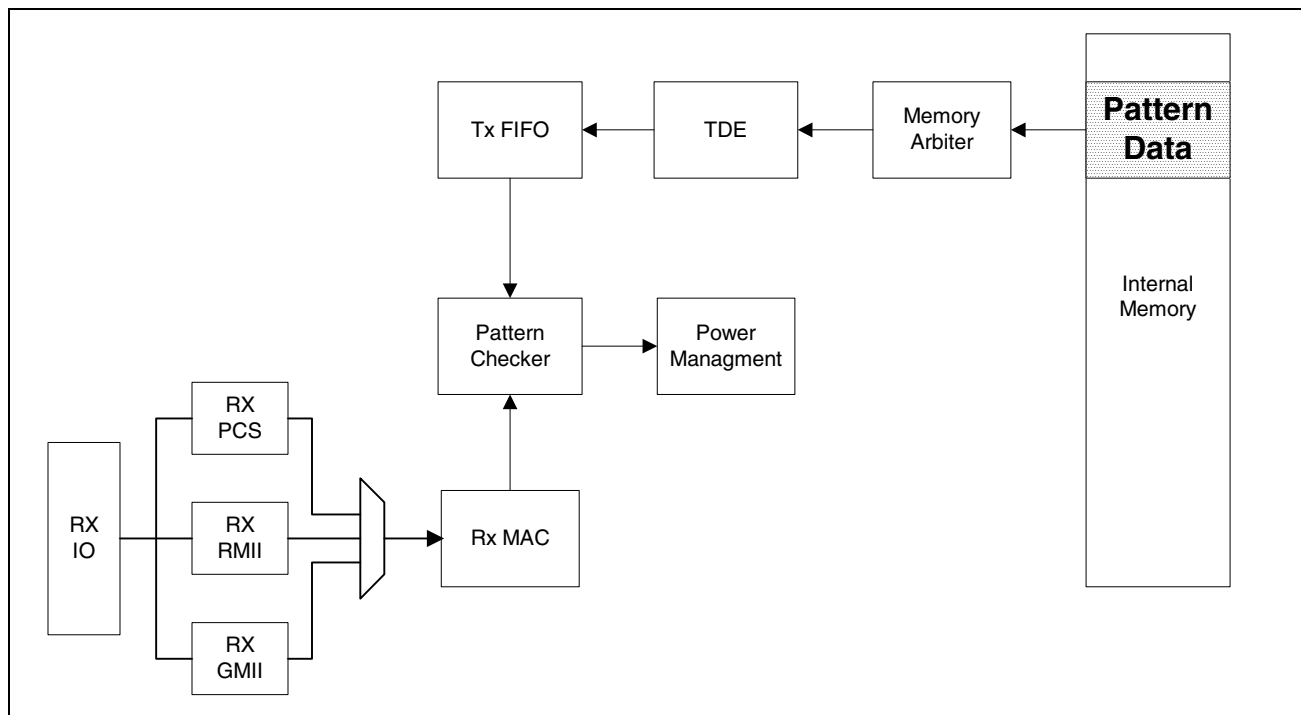 Tx FIFO
TDE
Memory
Arbiter
Pattern
Data
Internal
Memory
Pattern
Checker
Power
Managment
RX
PCS
RX
IO
RX
RMII
Rx MAC
RX
GMII